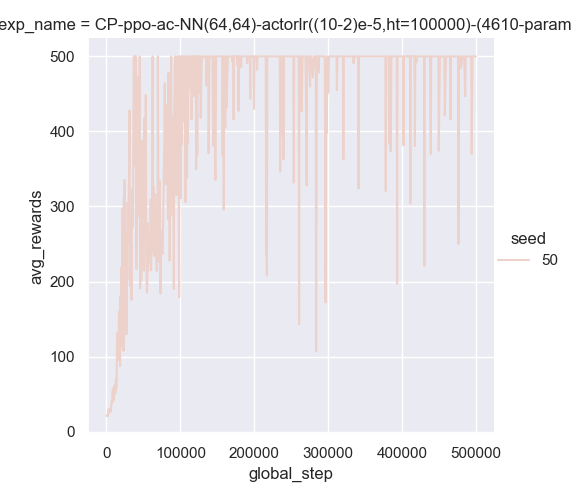 exp_name = CP-ppo-ac-NN(64,64)-actorlr((10-2)e-5,ht=100000)-(4610-param
500
400
avg_rewards
300
200
100
0
seed
50
0 100000 200000 300000 400000 500000
global_step